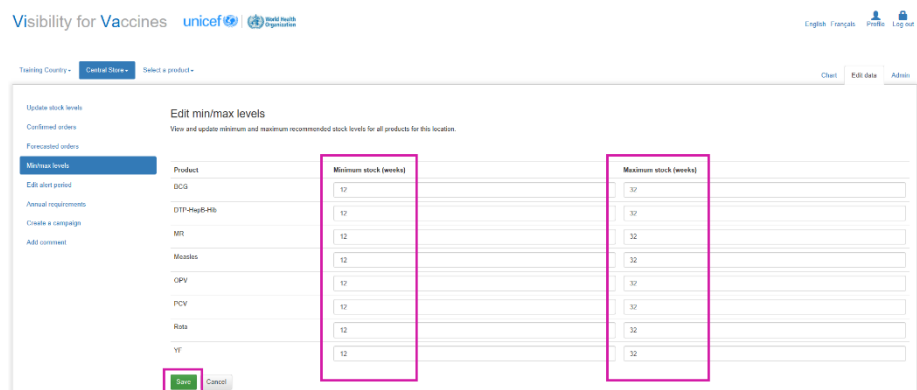 Visibility for Vaccines unicef World Health Organization
English Français Profile Log out
Training Country Central Store Select a product
Chart Edit data Admin
Update stock levels
Confirmed orders
Forecasted orders
Min/max levels
Edit alert period
Annual requirements
Create a campaign
Add comment
Edit min/max levels
View and update minimum and maximum recommended stock levels for all products for this location.
Product Minimum stock (weeks) Maximum stock (weeks)
BCG 12 32
DTP-HepB-Hib 12 32
MR 12 32
Measles 12 32
OPV 12 32
PCV 12 32
Rota 12 32
YF 12 32
Save Cancel